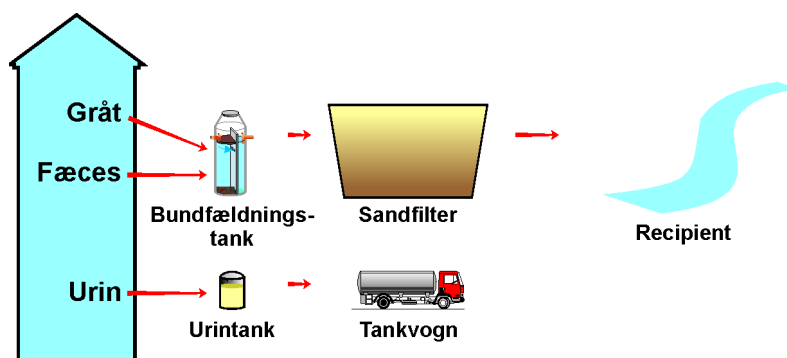 Gråt
Fæces
Bundfældnings-
tank
Sandfilter
Recipient
Urin
Urintank
Tankvogn